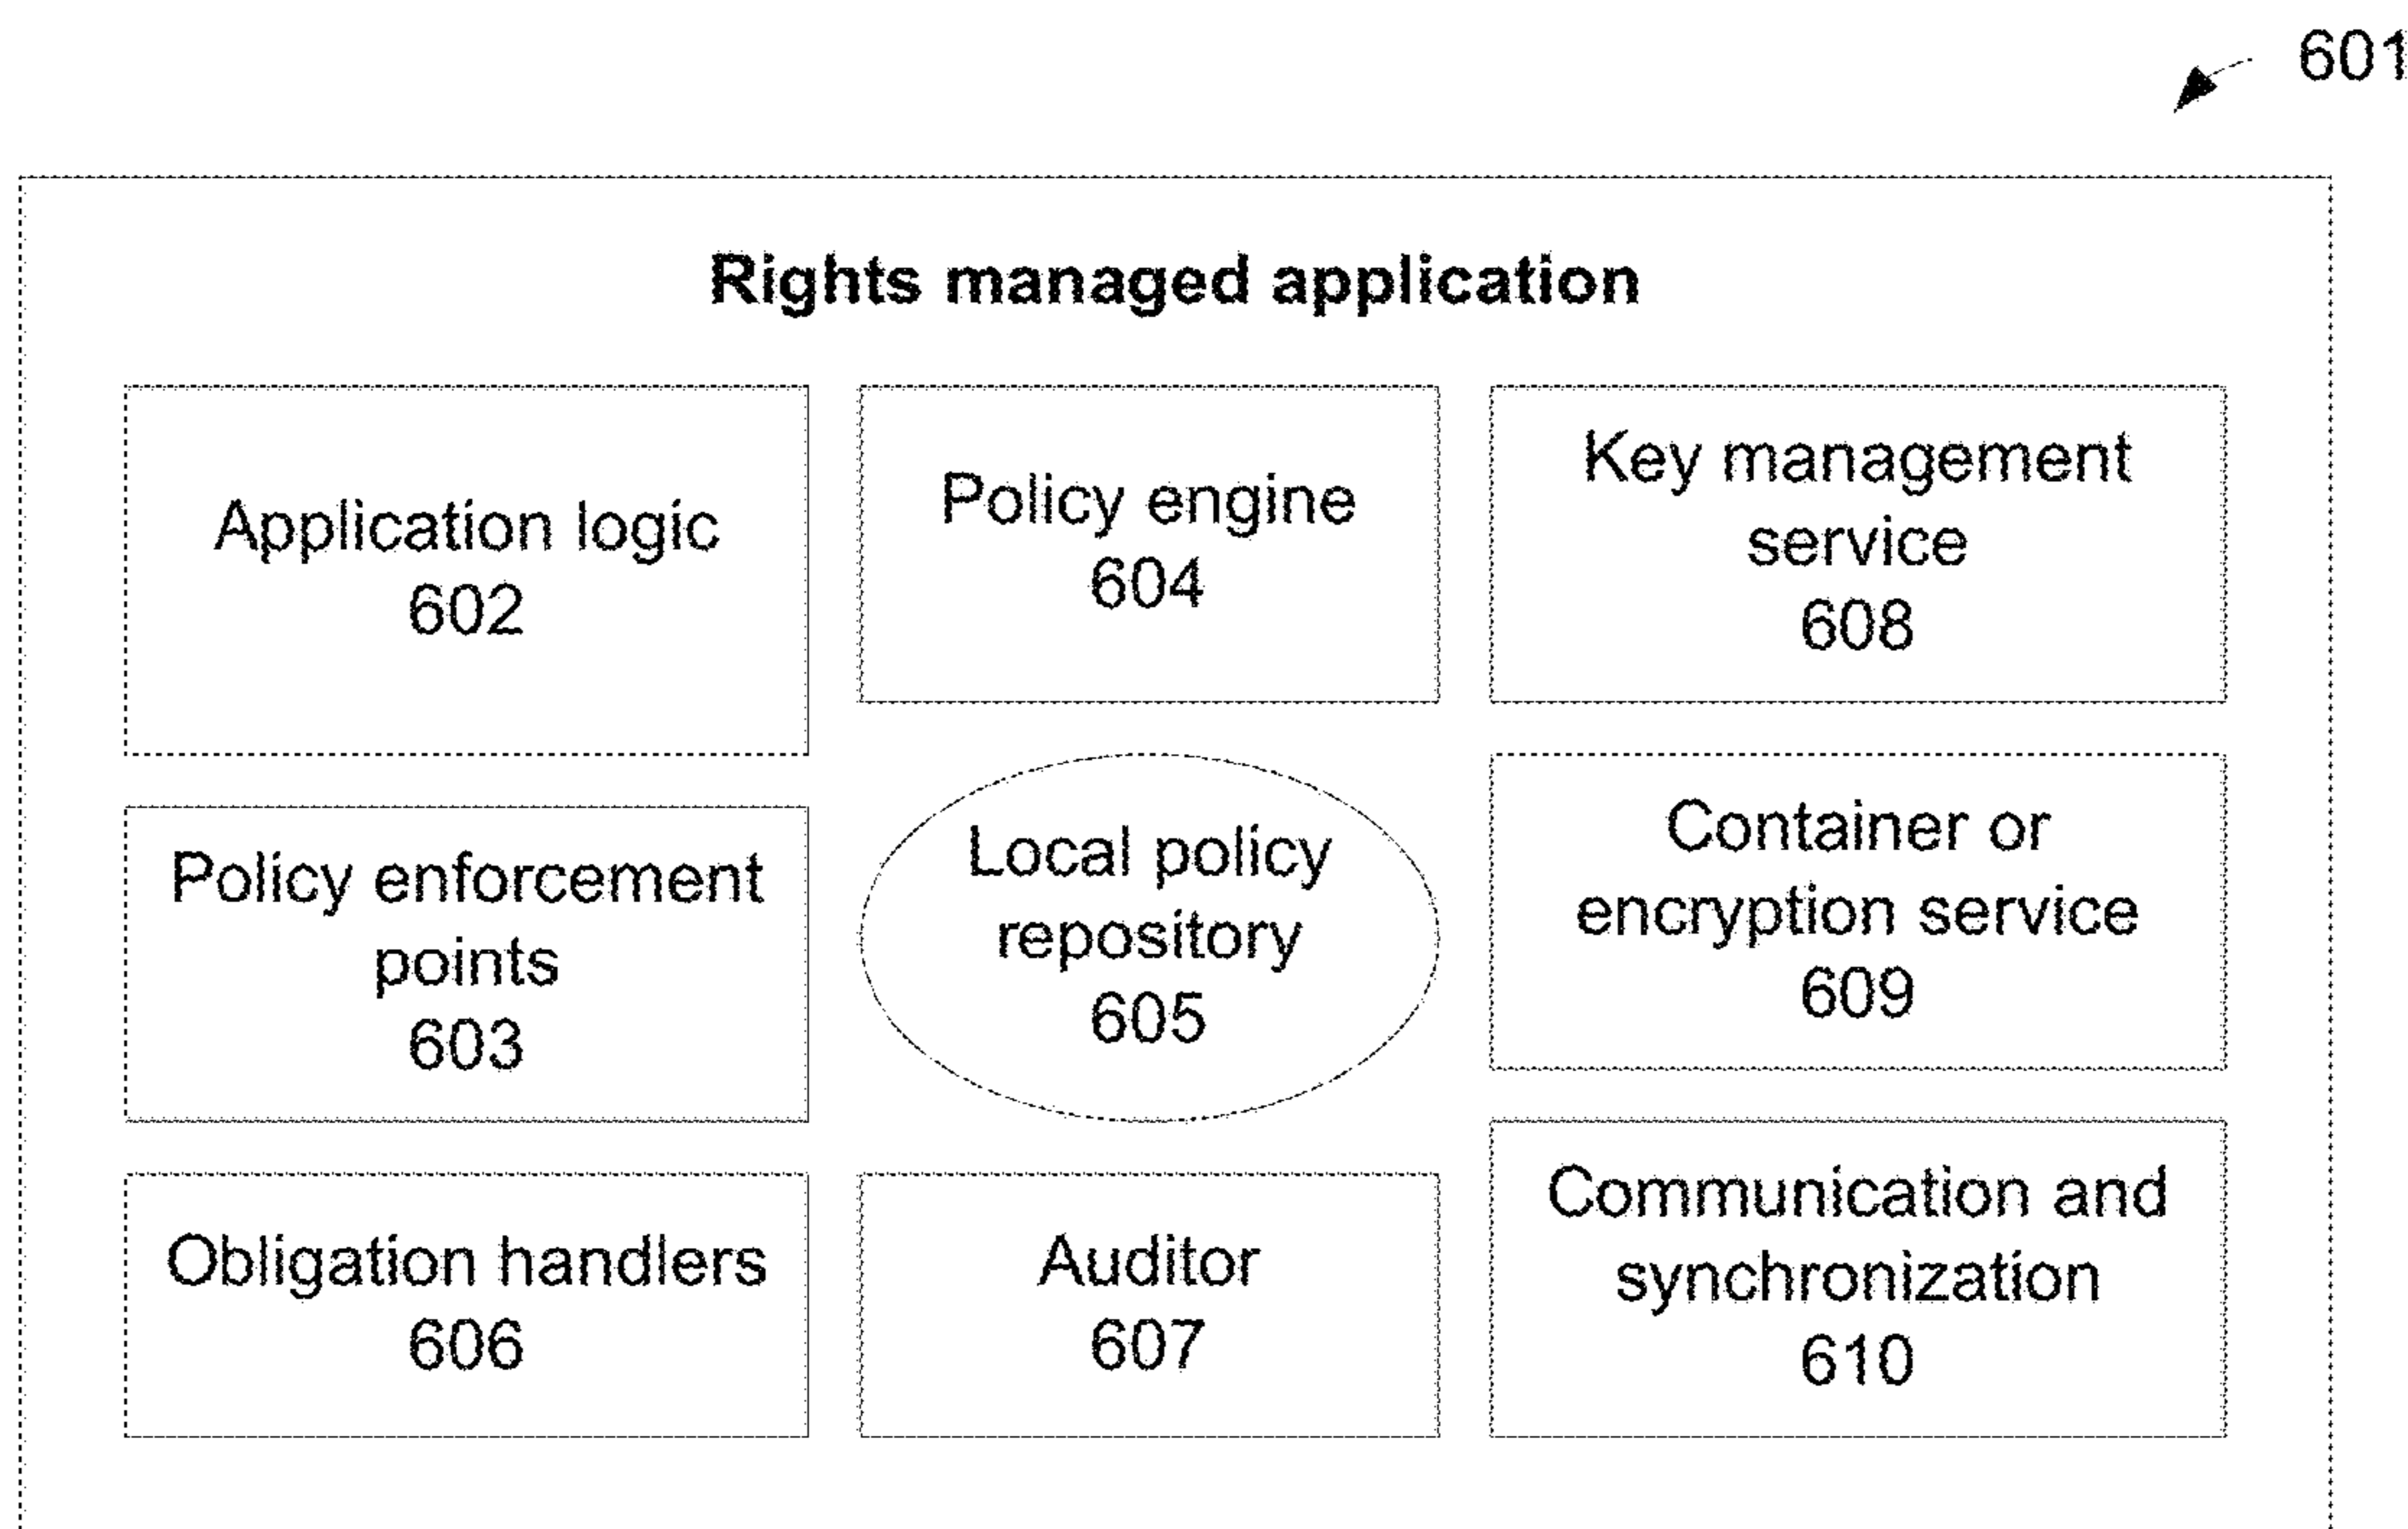 601
Rights managed application
Application logic
602
Policy engine
604
Key management
service
608
Policy enforcement
points
603
Local policy
repository
605
Container or
encryption service
609
Obligation handlers
606
Auditor
607
Communication and
synchronization
610